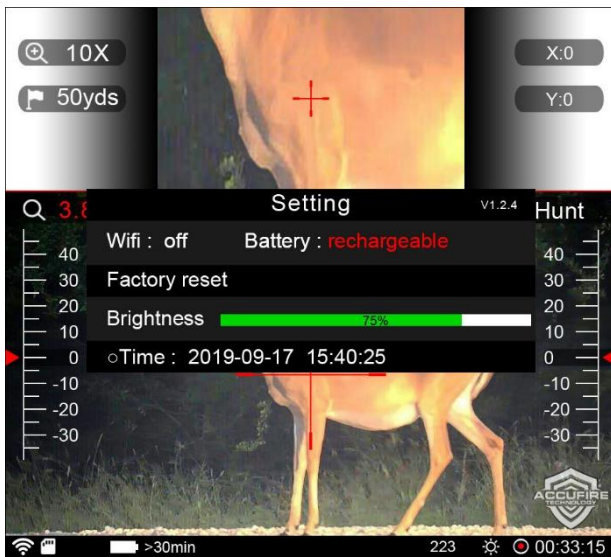 10X
X:0
50yds
Y:0
Setting V1.2.4
3.8 Hunt
Wifi : off Battery : rechargeable
40 40
Factory reset
30 30
20 20
Brightness 75%
10 10
0 ○Time : 2019-09-17 15:40:25 0
-10 -10
-20 -20
-30 -30
ACCUFIRE
TECHNOLOGY
>30min 223 00:33:15